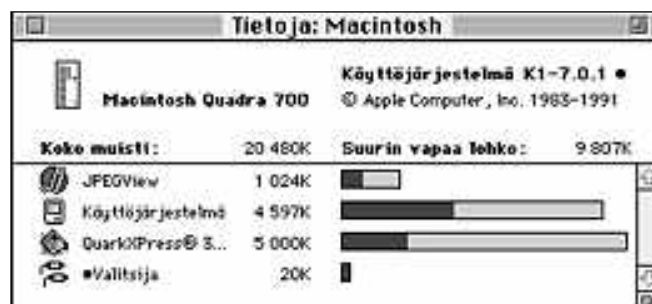 Tietoja: Macintosh
Käyttöjärjestelmä K1-7.0.1 •
Macintosh Quadra 700
© Apple Computer, Inc. 1983-1991
Koko muisti: 20 480K Suurin vapaa lohko: 9 807K
JPEGView 1 024K
Käyttöjärjestelmä 4 597K
QuarkXPress® 3... 5 000K
•Valitsija 20K